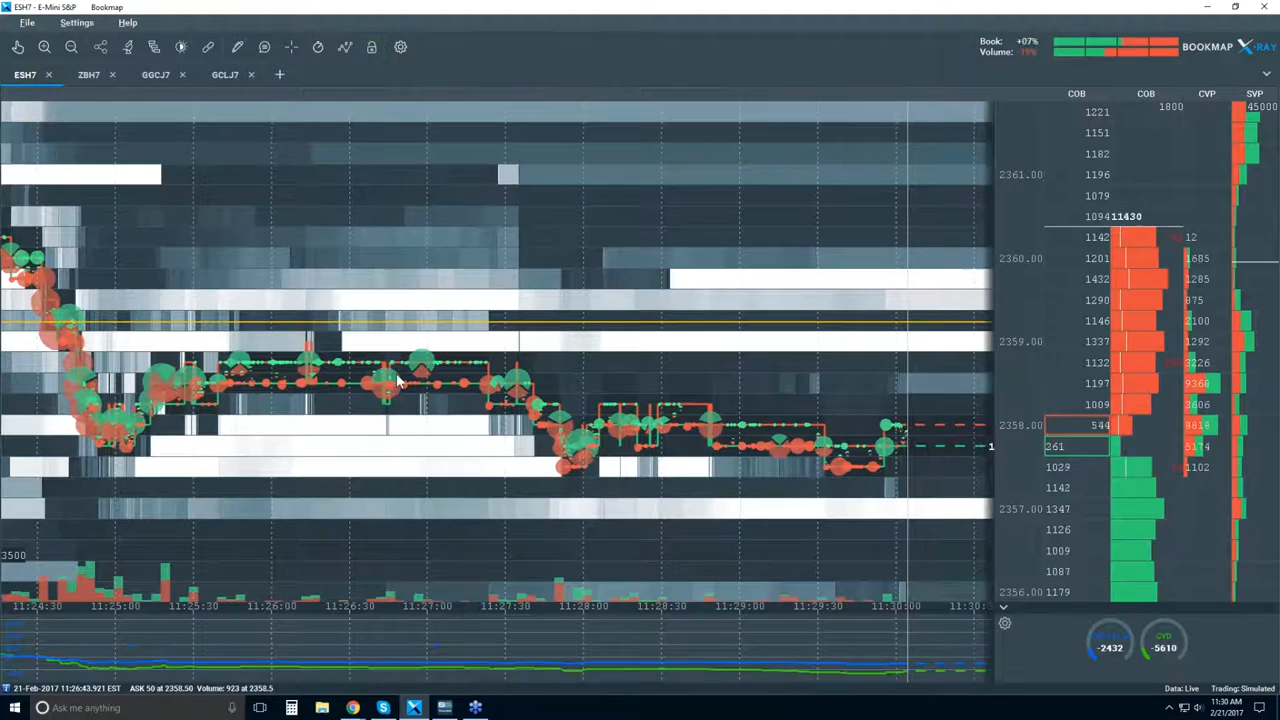 ESH7 - E-Mini S&P Bookmap
File Settings Help
Book: +07%
Volume: -19%
BOOKMAP X-RAY
ESH7 ZBH7 GGCJ7 GCLJ7
COB COB CVP SVP
1800 45000
1221
1151
1182
2361.00 1196
1079
1094 11430
1142 12
2360.00 1201 1685
1432 1285
1290 875
1146 2100
2359.00 1337 1292
1132 3226
1197 9368
1009 3606
2358.00 544 9818
261 5174
1029 1102
1142
2357.00 1347
1126
1009
1087
2356.00 1179
3500
11:24:30 11:25:00 11:25:30 11:26:00 11:26:30 11:27:00 11:27:30 11:28:00 11:28:30 11:29:00 11:29:30 11:30:00 11:30:
CVD
-2432 -5610
21-Feb-2017 11:26:43.921 EST ASK 50 at 2358.50 Volume: 923 at 2358.5
Data: Live Trading: Simulated
Ask me anything
11:30 AM
2/21/2017